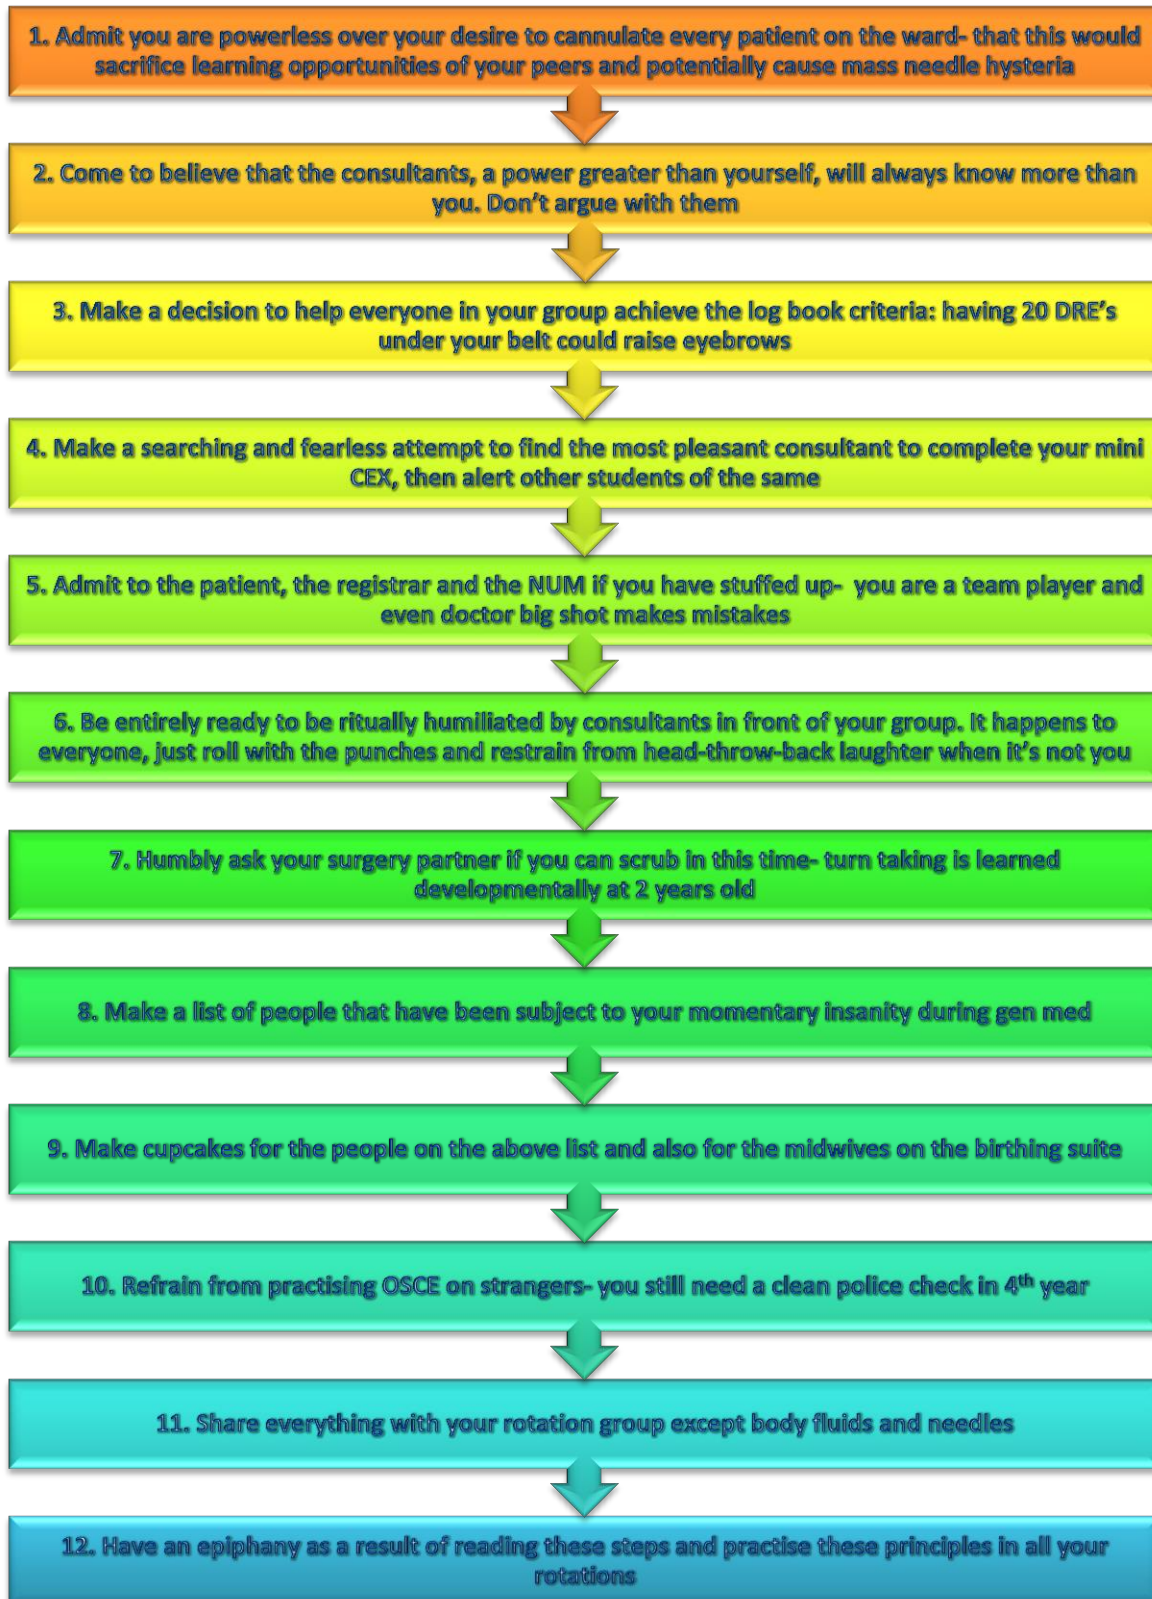 1. Admit you are powerless over your desire to cannulate every patient on the ward- that this would
sacrifice learning opportunities of your peers and potentially cause mass needle hysteria
2. Come to believe that the consultants, a power greater than yourself, will always know more than
you. Don't argue with them
3. Make a decision to help everyone in your group achieve the log book criteria: having 20 DRE's
under your belt could raise eyebrows
4. Make a searching and fearless attempt to find the most pleasant consultant to complete your mini
CEX, then alert other students of the same
5. Admit to the patient, the registrar and the NUM if you have stuffed up- you are a team player and
even doctor big shot makes mistakes
6. Be entirely ready to be ritually humiliated by consultants in front of your group. It happens to
everyone, just roll with the punches and restrain from head-throw-back laughter when it's not you
7. Humbly ask your surgery partner if you can scrub in this time- turn taking is learned
developmentally at 2 years old
8. Make a list of people that have been subject to your momentary insanity during gen med
9. Make cupcakes for the people on the above list and also for the midwives on the birthing suite
10. Refrain from practising OSCE on strangers- you still need a clean police check in 4th year
11. Share everything with your rotation group except body fluids and needles
12. Have an epiphany as a result of reading these steps and practise these principles in all your
rotations